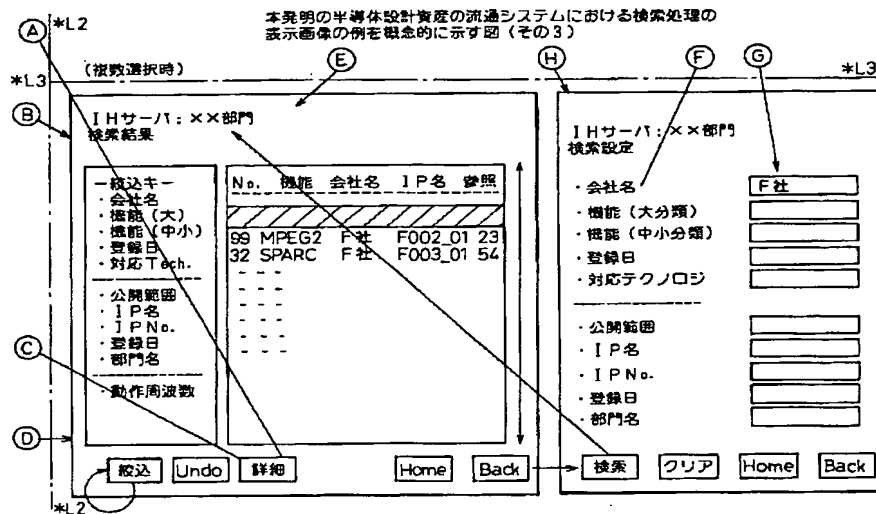 本発明の半導体設計資産の流通システムにおける検索処理の
表示画像の例を概念的に示す図(その3)
A
*L2
(複数選択時)
E
H
F
G
*L3
*L3
B
IHサーバ:××部門
検索結果
一絞込キー
・会社名
・機能(大)
・機能(中小)
・登録日
・対応Tech.
・公開範囲
・IP名
・IPNo.
・登録日
・部門名
・動作周波数
No. 機能 会社名 IP名 参照
99 MPEG2 F社 F002_01 23
32 SPARC F社 F003_01 54
- - -
- - -
- - -
- - -
- - -
C
D
絞込 Undo 詳細 Home Back
*L2
IHサーバ:××部門
検索設定
・会社名 F社
・機能(大分類)
・機能(中小分類)
・登録日
・対応テクノロジ
・公開範囲
・IP名
・IPNo.
・登録日
・部門名
検索 クリア Home Back